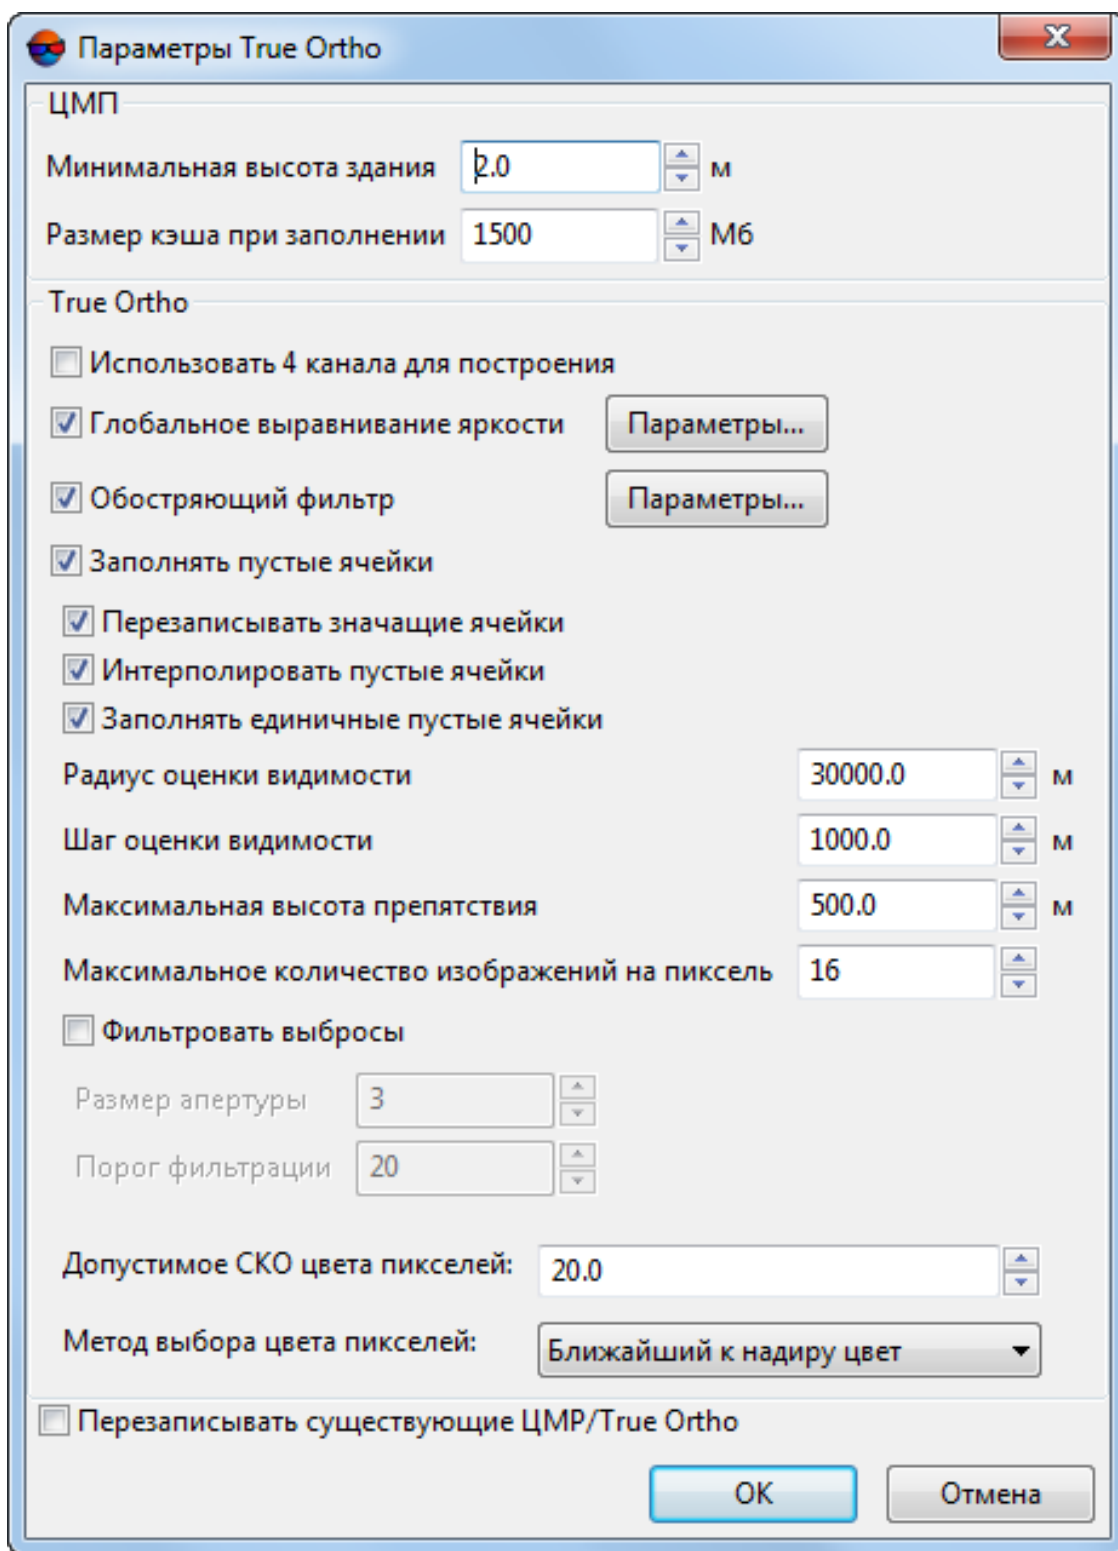 Параметры True Ortho
ЦМП
Минимальная высота здания 2.0 м
Размер кэша при заполнении 1500 Мб
True Ortho
Использовать 4 канала для построения
Глобальное выравнивание яркости Параметры...
Обостряющий фильтр Параметры...
Заполнять пустые ячейки
Перезаписывать значащие ячейки
Интерполировать пустые ячейки
Заполнять единичные пустые ячейки
Радиус оценки видимости 30000.0 м
Шаг оценки видимости 1000.0 м
Максимальная высота препятствия 500.0 м
Максимальное количество изображений на пиксель 16
Фильтровать выбросы
Размер апертуры 3
Порог фильтрации 20
Допустимое СКО цвета пикселей: 20.0
Метод выбора цвета пикселей: Ближайший к надиру цвет
Перезаписывать существующие ЦМР/True Ortho
OK Отмена